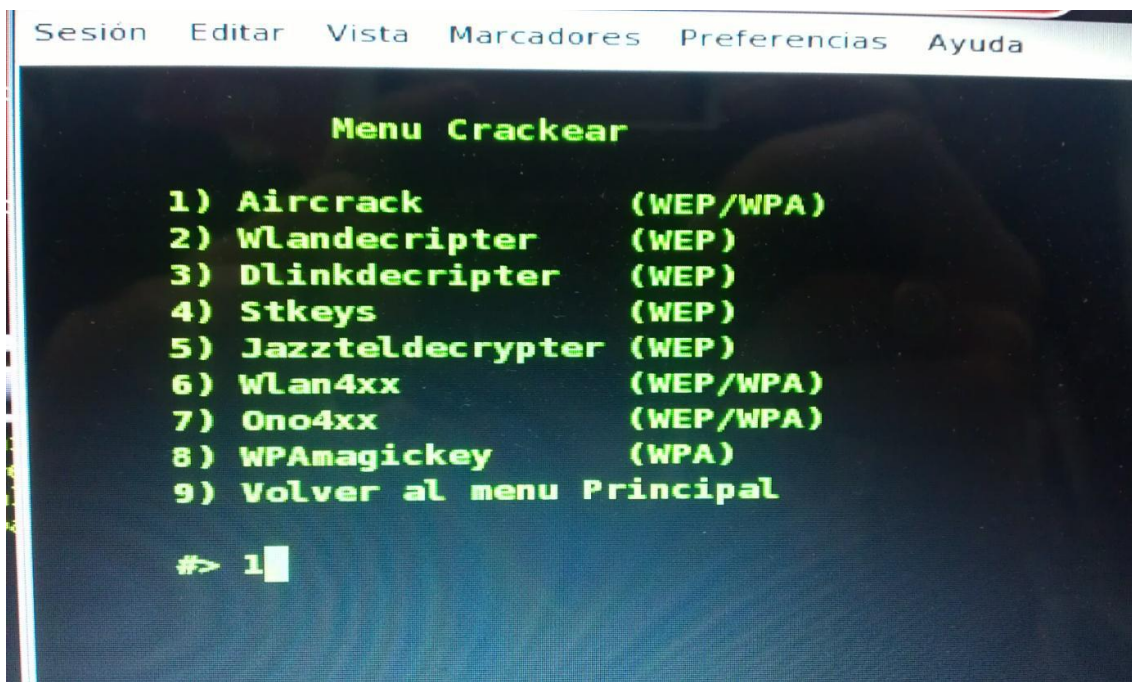 Sesión Editar Vista Marcadores Preferencias Ayuda
Menu Crackear
1) Aircrack (WEP/WPA)
2) Wlandecripter (WEP)
3) Dlinkdecripter (WEP)
4) Stkeys (WEP)
5) Jazzteldecrypter (WEP)
6) Wlan4xx (WEP/WPA)
7) Ono4xx (WEP/WPA)
8) WPAmagickey (WPA)
9) Volver al menu Principal
#> 1